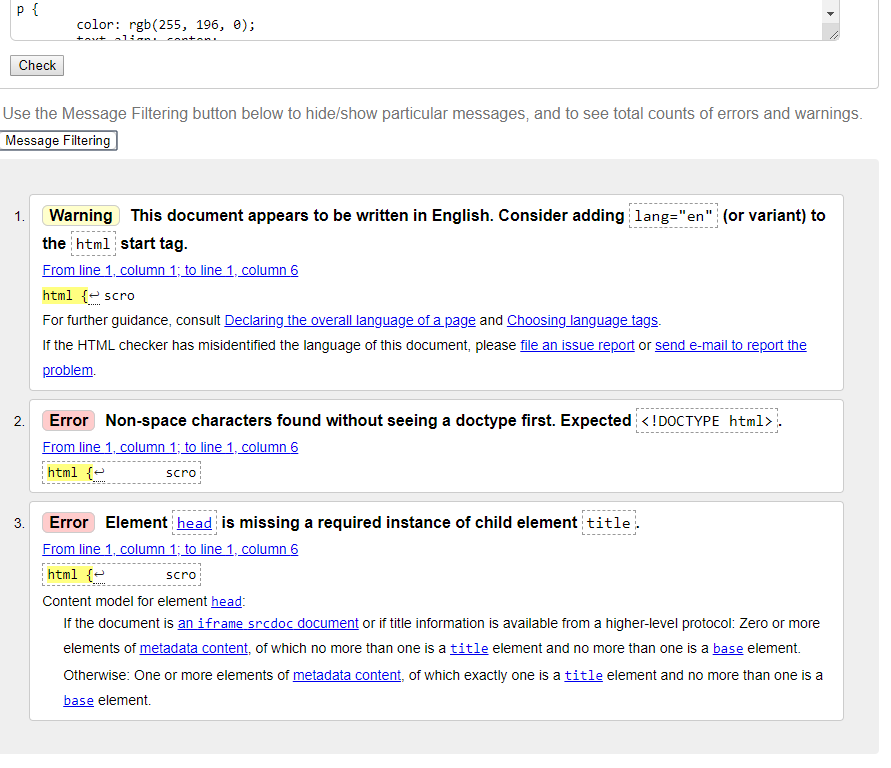 p {
color: rgb(255, 196, 0);
text-align: center;
Check
Use the Message Filtering button below to hide/show particular messages, and to see total counts of errors and warnings.
Message Filtering
1. Warning This document appears to be written in English. Consider adding lang="en" (or variant) to
the html start tag.
From line 1, column 1; to line 1, column 6
html {↩ scro
For further guidance, consult Declaring the overall language of a page and Choosing language tags.
If the HTML checker has misidentified the language of this document, please file an issue report or send e-mail to report the
problem.
2. Error Non-space characters found without seeing a doctype first. Expected <!DOCTYPE html>.
From line 1, column 1; to line 1, column 6
html {↩ scro
3. Error Element head is missing a required instance of child element title.
From line 1, column 1; to line 1, column 6
html {↩ scro
Content model for element head:
If the document is an iframe srcdoc document or if title information is available from a higher-level protocol: Zero or more
elements of metadata content, of which no more than one is a title element and no more than one is a base element.
Otherwise: One or more elements of metadata content, of which exactly one is a title element and no more than one is a
base element.